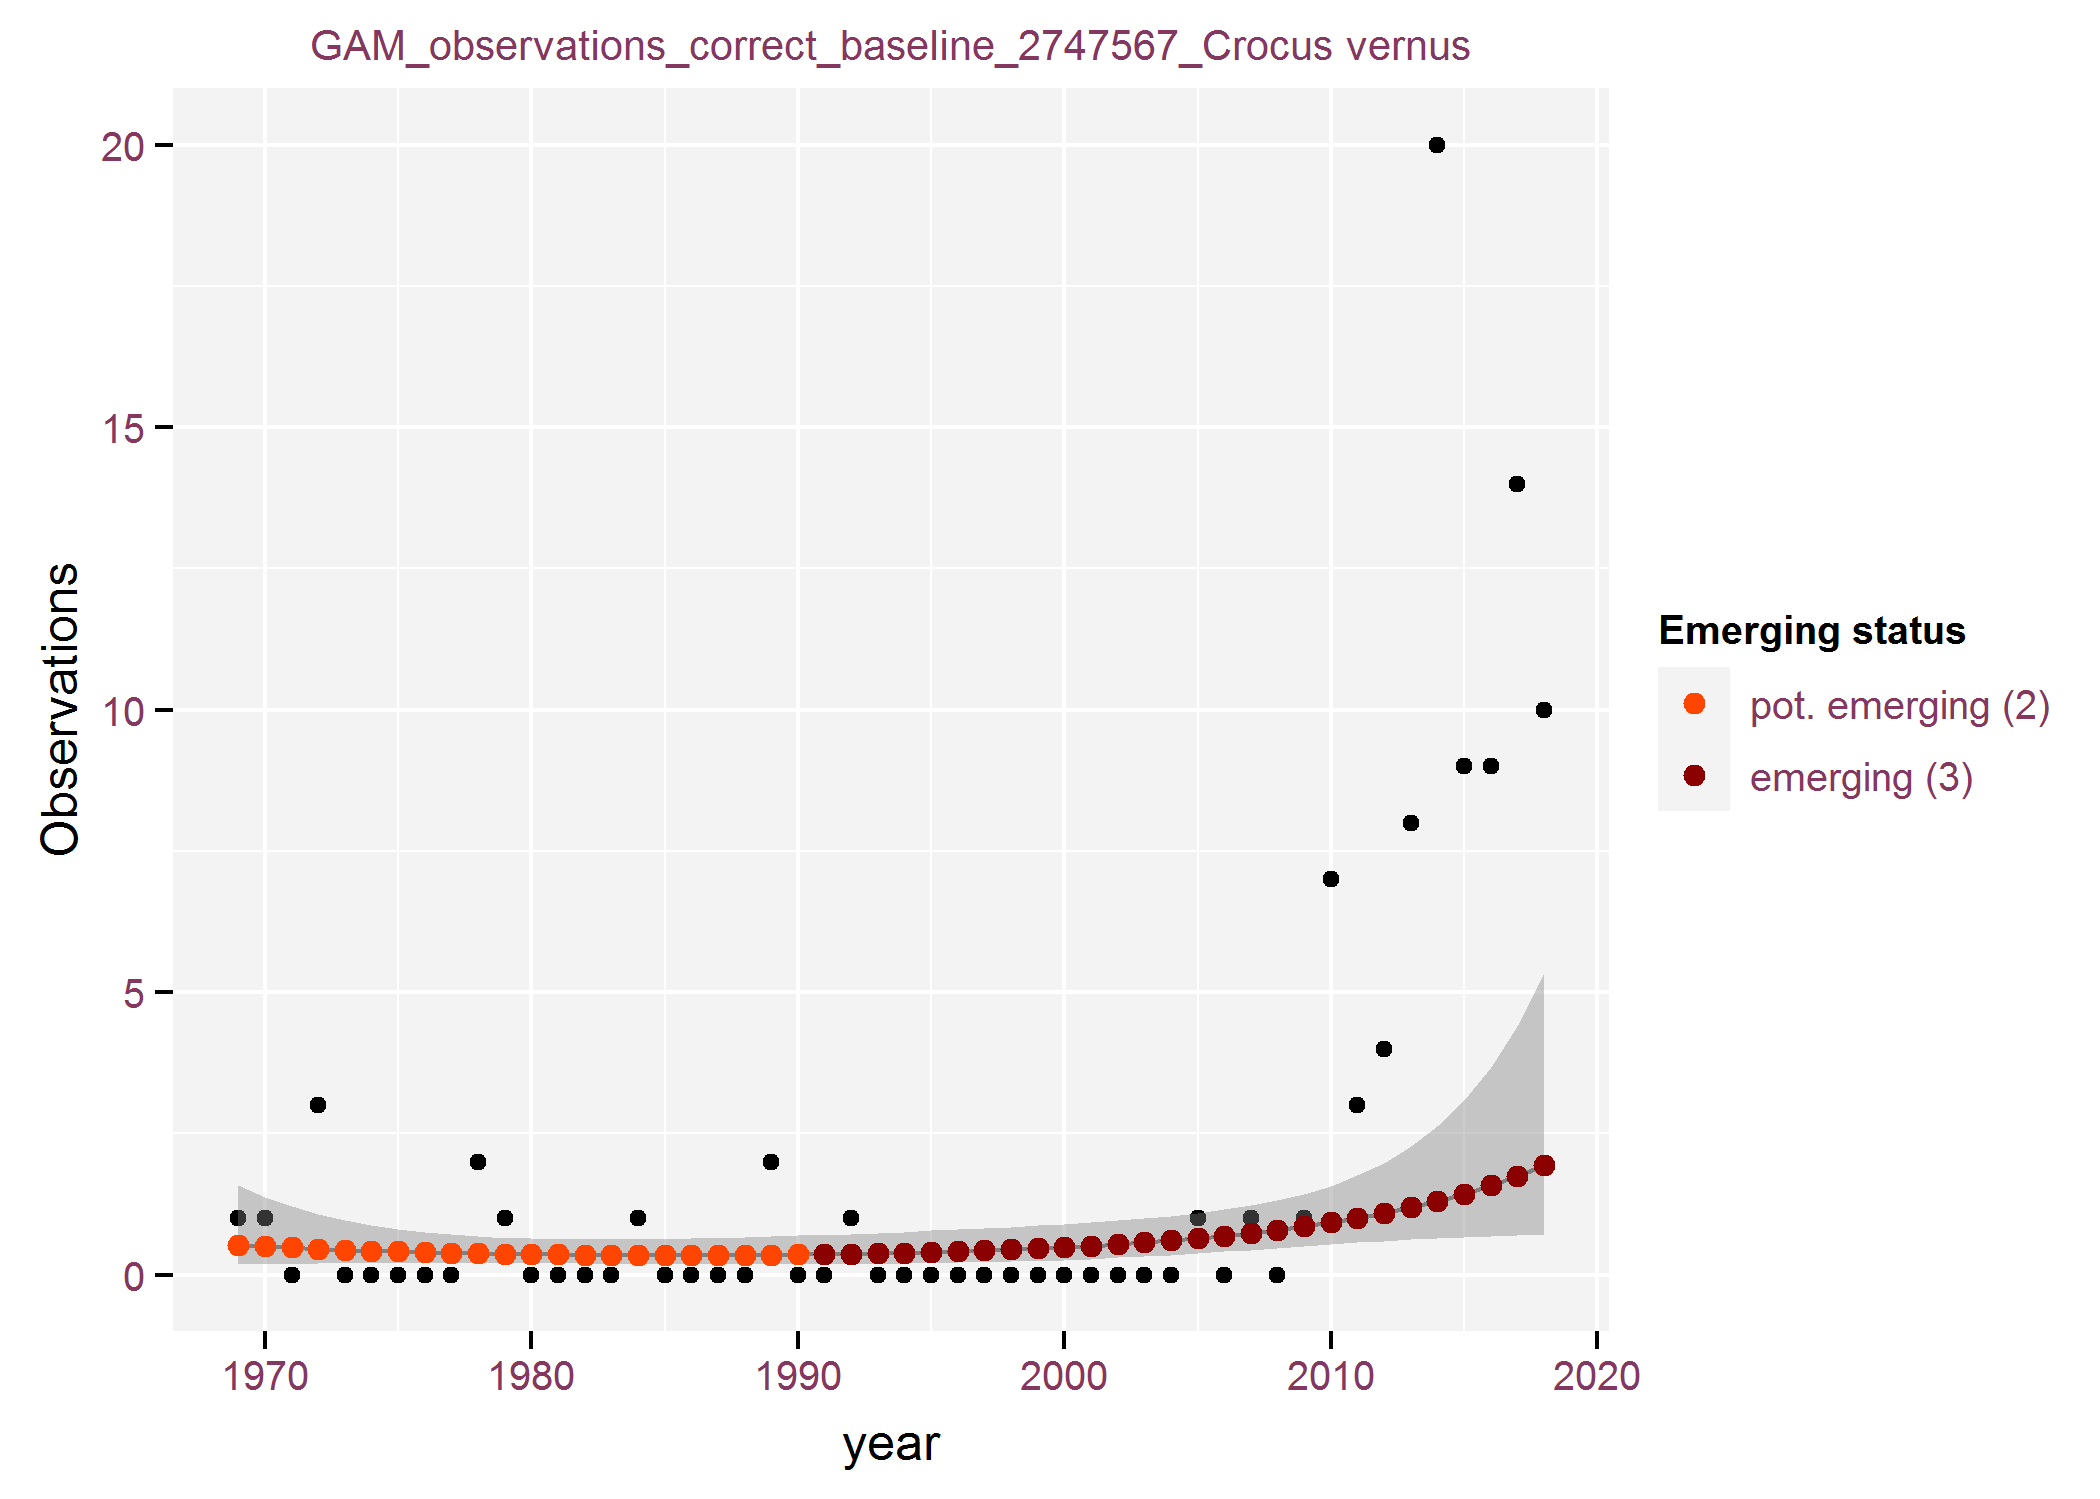 GAM_observations_correct_baseline_2747567_Crocus vernus
20
15
10
5
0
Observations
1970 1980 1990 2000 2010 2020
year
Emerging status
pot. emerging (2)
emerging (3)